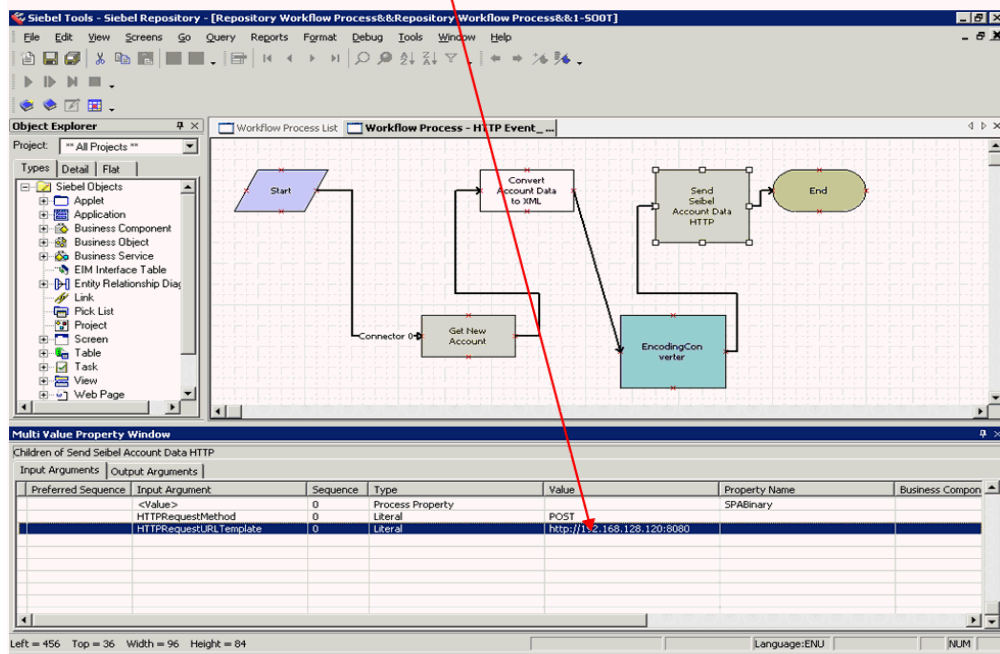 Siebel Tools - Siebel Repository - [Repository Workflow Process&&Repository Workflow Process&&1-SOOT]
File Edit View Screens Go Query Reports Format Debug Tools Window Help
Object Explorer
Project: ** All Projects **
Types Detail Flat
Siebel Objects
Applet
Application
Business Component
Business Object
Business Service
EIM Interface Table
Entity Relationship Diag
Link
Pick List
Project
Screen
Table
Task
View
Web Page
Workflow Process List Workflow Process - HTTP Event_ ...
Start
Convert
Account Data
to XML
Send
Seibel
Account Data
HTTP
End
Connector 0
Get New
Account
EncodingCon
verter
Multi Value Property Window
Children of Send Seibel Account Data HTTP
Input Arguments Output Arguments
Preferred Sequence Input Argument Sequence Type Value Property Name Business Compon
<Value> 0 Process Property SPABinary
HTTPRequestMethod 0 Literal POST
HTTPRequestURLTemplate 0 Literal http://192.168.128.120:8080
Left = 456 Top = 36 Width = 96 Height = 84 Language:ENU NUM